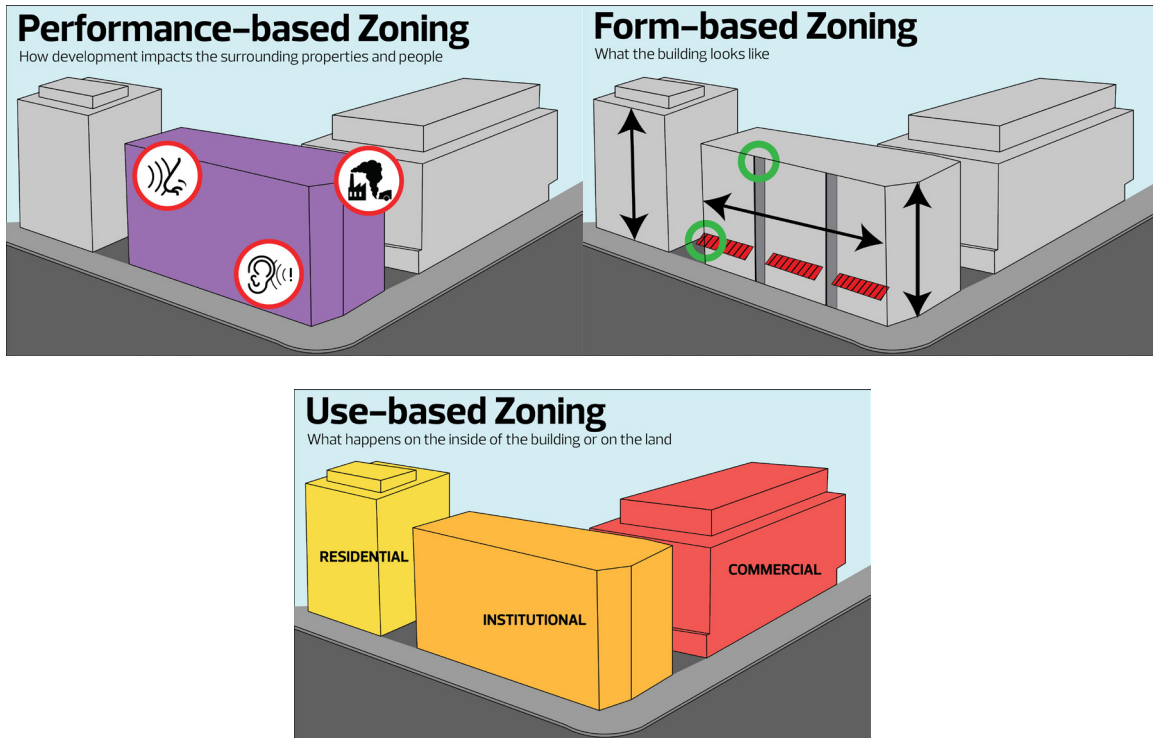 Performance-based Zoning
How development impacts the surrounding properties and people
Form-based Zoning
What the building looks like
!
Use-based Zoning
What happens on the inside of the building or on the land
RESIDENTIAL
INSTITUTIONAL
COMMERCIAL